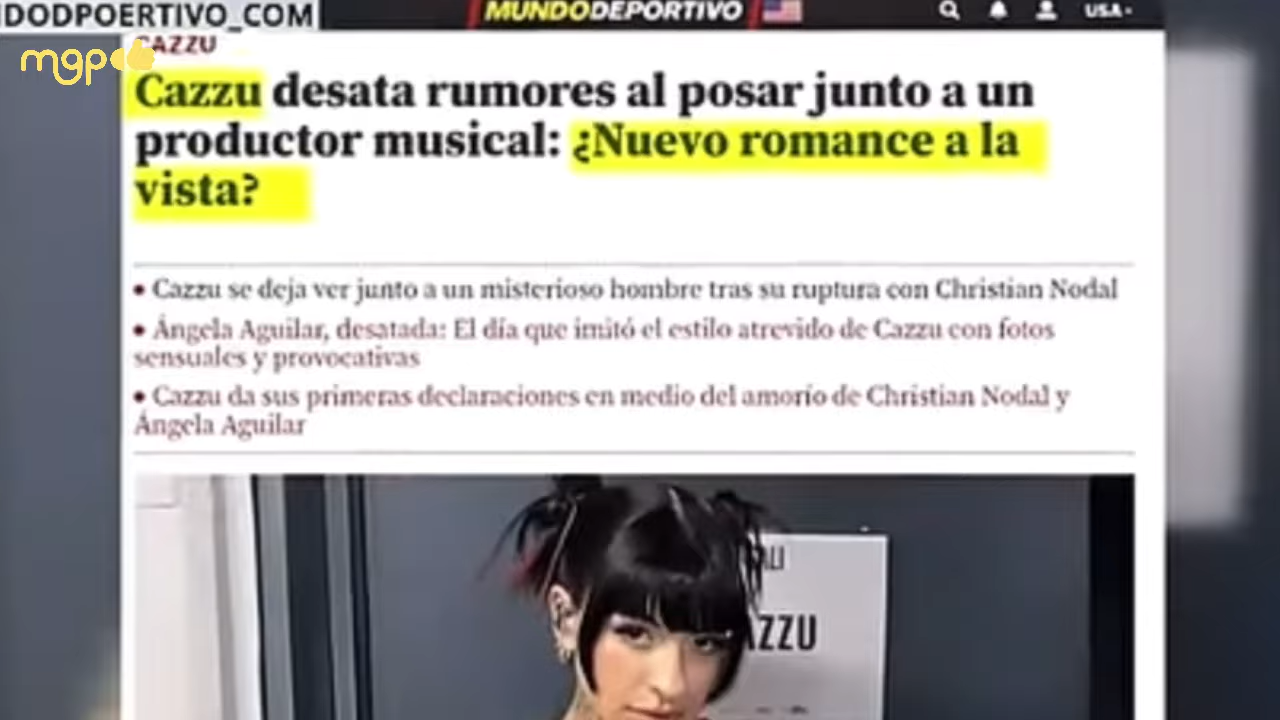 DODPOERTIVO_COM
MUNDODEPORTIVO
USA
mgp
CAZZU
Cazzu desata rumores al posar junto a un
productor musical: ¿Nuevo romance a la
vista?
• Cazzu se deja ver junto a un misterioso hombre tras su ruptura con Christian Nodal
• Ángela Aguilar, desatada: El día que imitó el estilo atrevido de Cazzu con fotos
sensuales y provocativas
• Cazzu da sus primeras declaraciones en medio del amorío de Christian Nodal y
Ángela Aguilar
AZZU